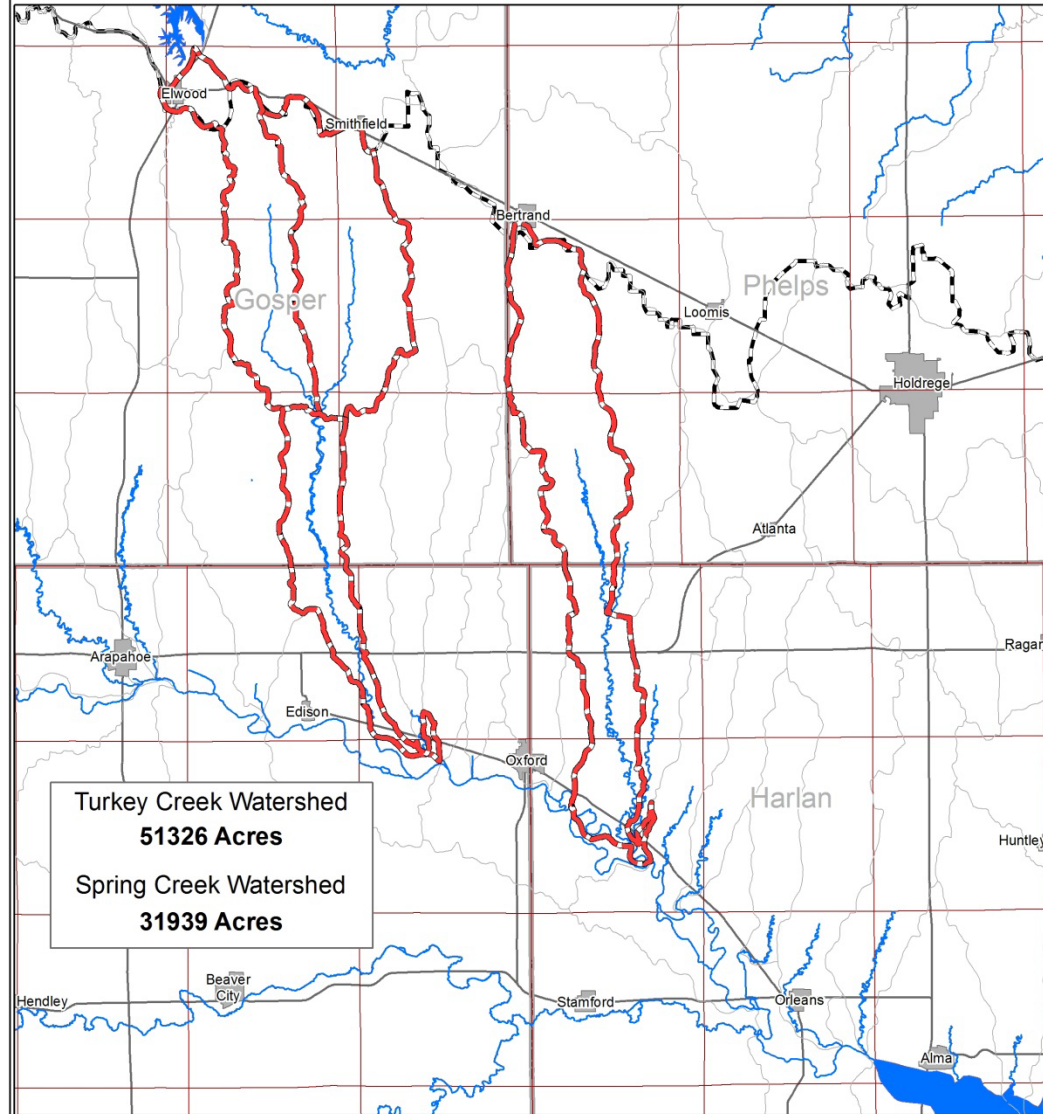 Elwood
Smithfield
Bertrand
Gosper
Phelps
Loomis
Holdrege
Atlanta
Arapahoe
Ragan
Edison
Oxford
Turkey Creek Watershed
51326 Acres
Spring Creek Watershed
31939 Acres
Harlan
Huntley
Beaver
City
Hendley
Stamford
Orleans
Alma